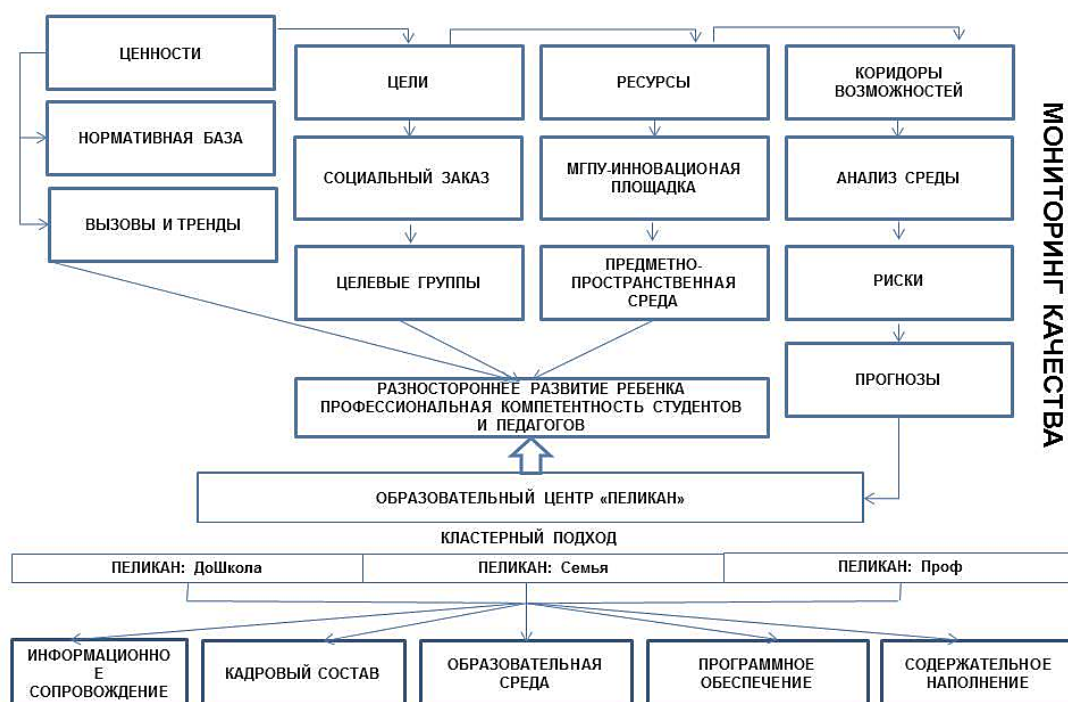 ЦЕННОСТИ
НОРМАТИВНАЯ БАЗА
ВЫЗОВЫ И ТРЕНДЫ
ЦЕЛИ
СОЦИАЛЬНЫЙ ЗАКАЗ
ЦЕЛЕВЫЕ ГРУППЫ
РЕСУРСЫ
МГПУ-ИННОВАЦИОНАЯ
ПЛОЩАДКА
ПРЕДМЕТНО-
ПРОСТРАНСТВЕННАЯ
СРЕДА
КОРИДОРЫ
ВОЗМОЖНОСТЕЙ
АНАЛИЗ СРЕДЫ
РИСКИ
ПРОГНОЗЫ
МОНИТОРИНГ КАЧЕСТВА
РАЗНОСТОРОННЕЕ РАЗВИТИЕ РЕБЕНКА
ПРОФЕССИОНАЛЬНАЯ КОМПЕТЕНТНОСТЬ СТУДЕНТОВ
И ПЕДАГОГОВ
ОБРАЗОВАТЕЛЬНЫЙ ЦЕНТР «ПЕЛИКАН»
КЛАСТЕРНЫЙ ПОДХОД
ПЕЛИКАН: ДоШкола
ПЕЛИКАН: Семья
ПЕЛИКАН: Проф
ИНФОРМАЦИОННО
Е
СОПРОВОЖДЕНИЕ
КАДРОВЫЙ СОСТАВ
ОБРАЗОВАТЕЛЬНАЯ
СРЕДА
ПРОГРАММНОЕ
ОБЕСПЕЧЕНИЕ
СОДЕРЖАТЕЛЬНОЕ
НАПОЛНЕНИЕ